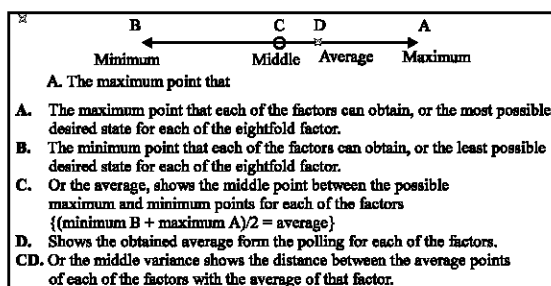 B C D A
Minimum Middle Average Maximum
A. The maximum point that
A. The maximum point that each of the factors can obtain, or the most possible
desired state for each of the eightfold factor.
B. The minimum point that each of the factors can obtain, or the least possible
desired state for each of the eightfold factor.
C. Or the average, shows the middle point between the possible
maximum and minimum points for each of the factors
{(minimum B + maximum A)/2 = average}
D. Shows the obtained average form the polling for each of the factors.
CD. Or the middle variance shows the distance between the average points
of each of the factors with the average of that factor.